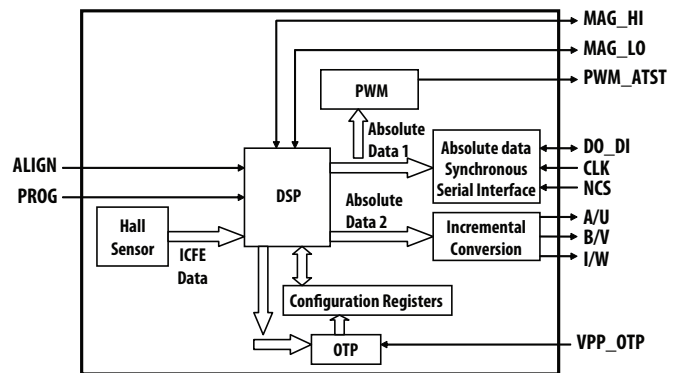 MAG_HI
MAG_LO
PWM_ATST
PWM
Absolute
Data 1
Absolute data
Synchronous
Serial Interface
DO_DI
CLK
NCS
ALIGN
PROG
DSP
Hall
Sensor
ICFE
Data
Absolute
Data 2
Incremental
Conversion
A/U
B/V
I/W
Configuration Registers
OTP
VPP_OTP